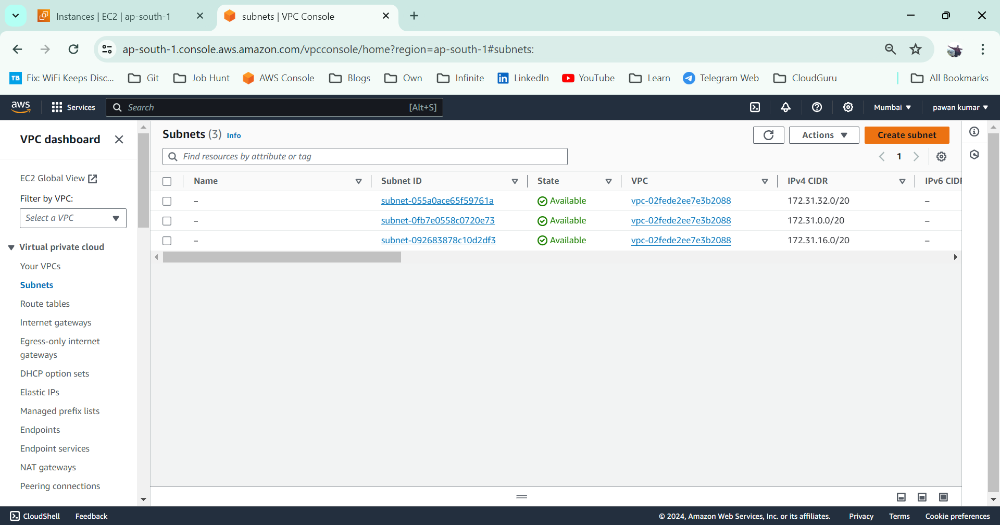 Instances | EC2 | ap-south-1
subnets | VPC Console
ap-south-1.console.aws.amazon.com/vpcconsole/home?region=ap-south-1#subnets:
TB Fix: WiFi Keeps Disc...
Git
Job Hunt
AWS Console
Blogs
Own
Infinite
in LinkedIn
YouTube
Learn
Telegram Web
CloudGuru
All Bookmarks
aws
Services
Search [Alt+S]
Mumbai
pawan kumar
VPC dashboard
EC2 Global View
Filter by VPC:
Select a VPC
Virtual private cloud
Your VPCs
Subnets
Route tables
Internet gateways
Egress-only internet
gateways
DHCP option sets
Elastic IPs
Managed prefix lists
Endpoints
Endpoint services
NAT gateways
Peering connections
Subnets (3) Info
Actions
Create subnet
Find resources by attribute or tag
1
Name Subnet ID State VPC IPv4 CIDR IPv6 CIDR
– subnet-055a0ace65f59761a Available vpc-02fede2ee7e3b2088 172.31.32.0/20 –
– subnet-0fb7e0558c0720e73 Available vpc-02fede2ee7e3b2088 172.31.0.0/20 –
– subnet-092683878c10d2df3 Available vpc-02fede2ee7e3b2088 172.31.16.0/20 –
CloudShell
Feedback
© 2024, Amazon Web Services, Inc. or its affiliates.
Privacy
Terms
Cookie preferences